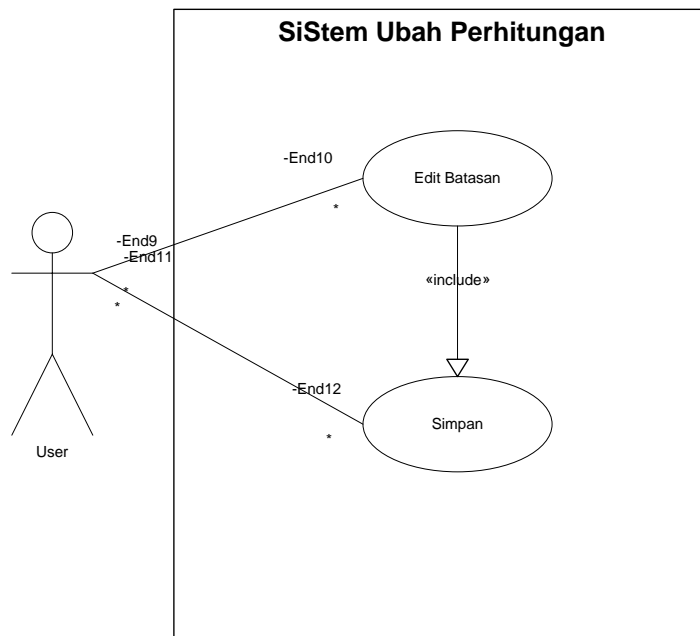 SiStem Ubah Perhitungan
-End10
Edit Batasan
*
-End9
-End11
*
*
«include»
-End12
Simpan
*
User